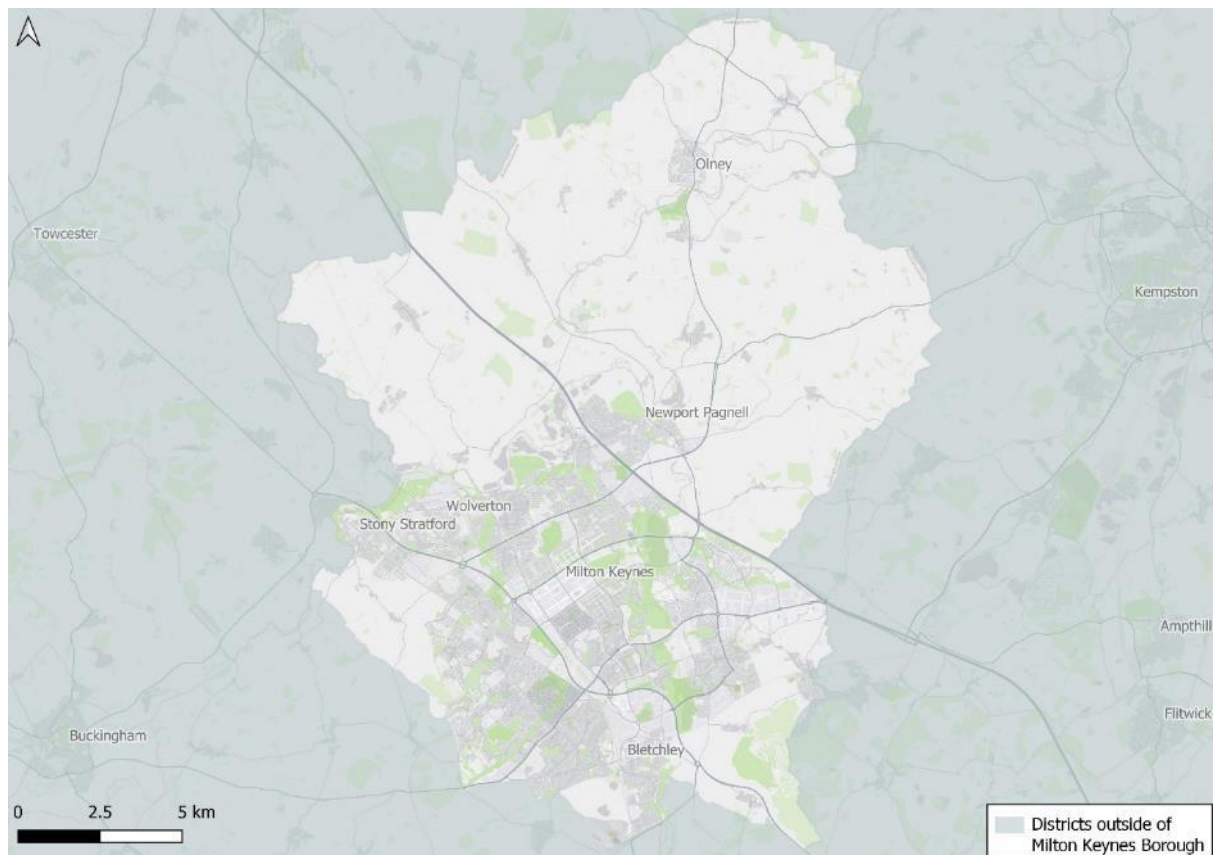 Olney
Towcester
Kempston
Newport Pagnell
Wolverton
Stony Stratford
Milton Keynes
Ampthill
Flitwick
Buckingham
Bletchley
0 2.5 5 km
Districts outside of
Milton Keynes Borough